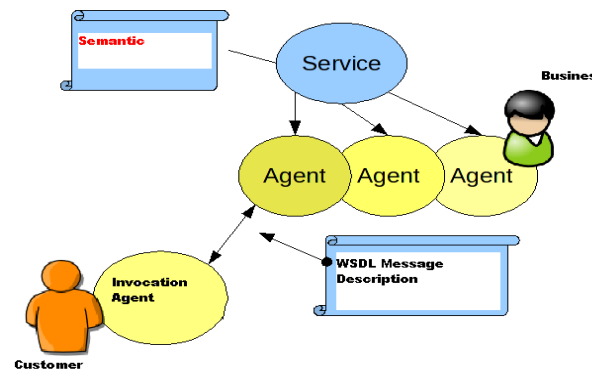 Semantic
Service
Busines
Agent
Agent
Agent
Invocation
Agent
WSDL Message
Description
Customer